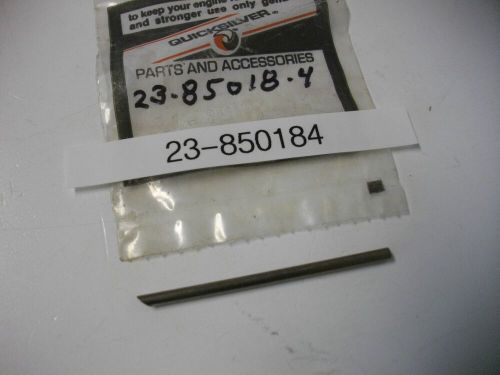 to keep your engine
and stronger use only
QUICKSILVER
PARTS AND ACCESSORIES
23-85018-4
23-850184